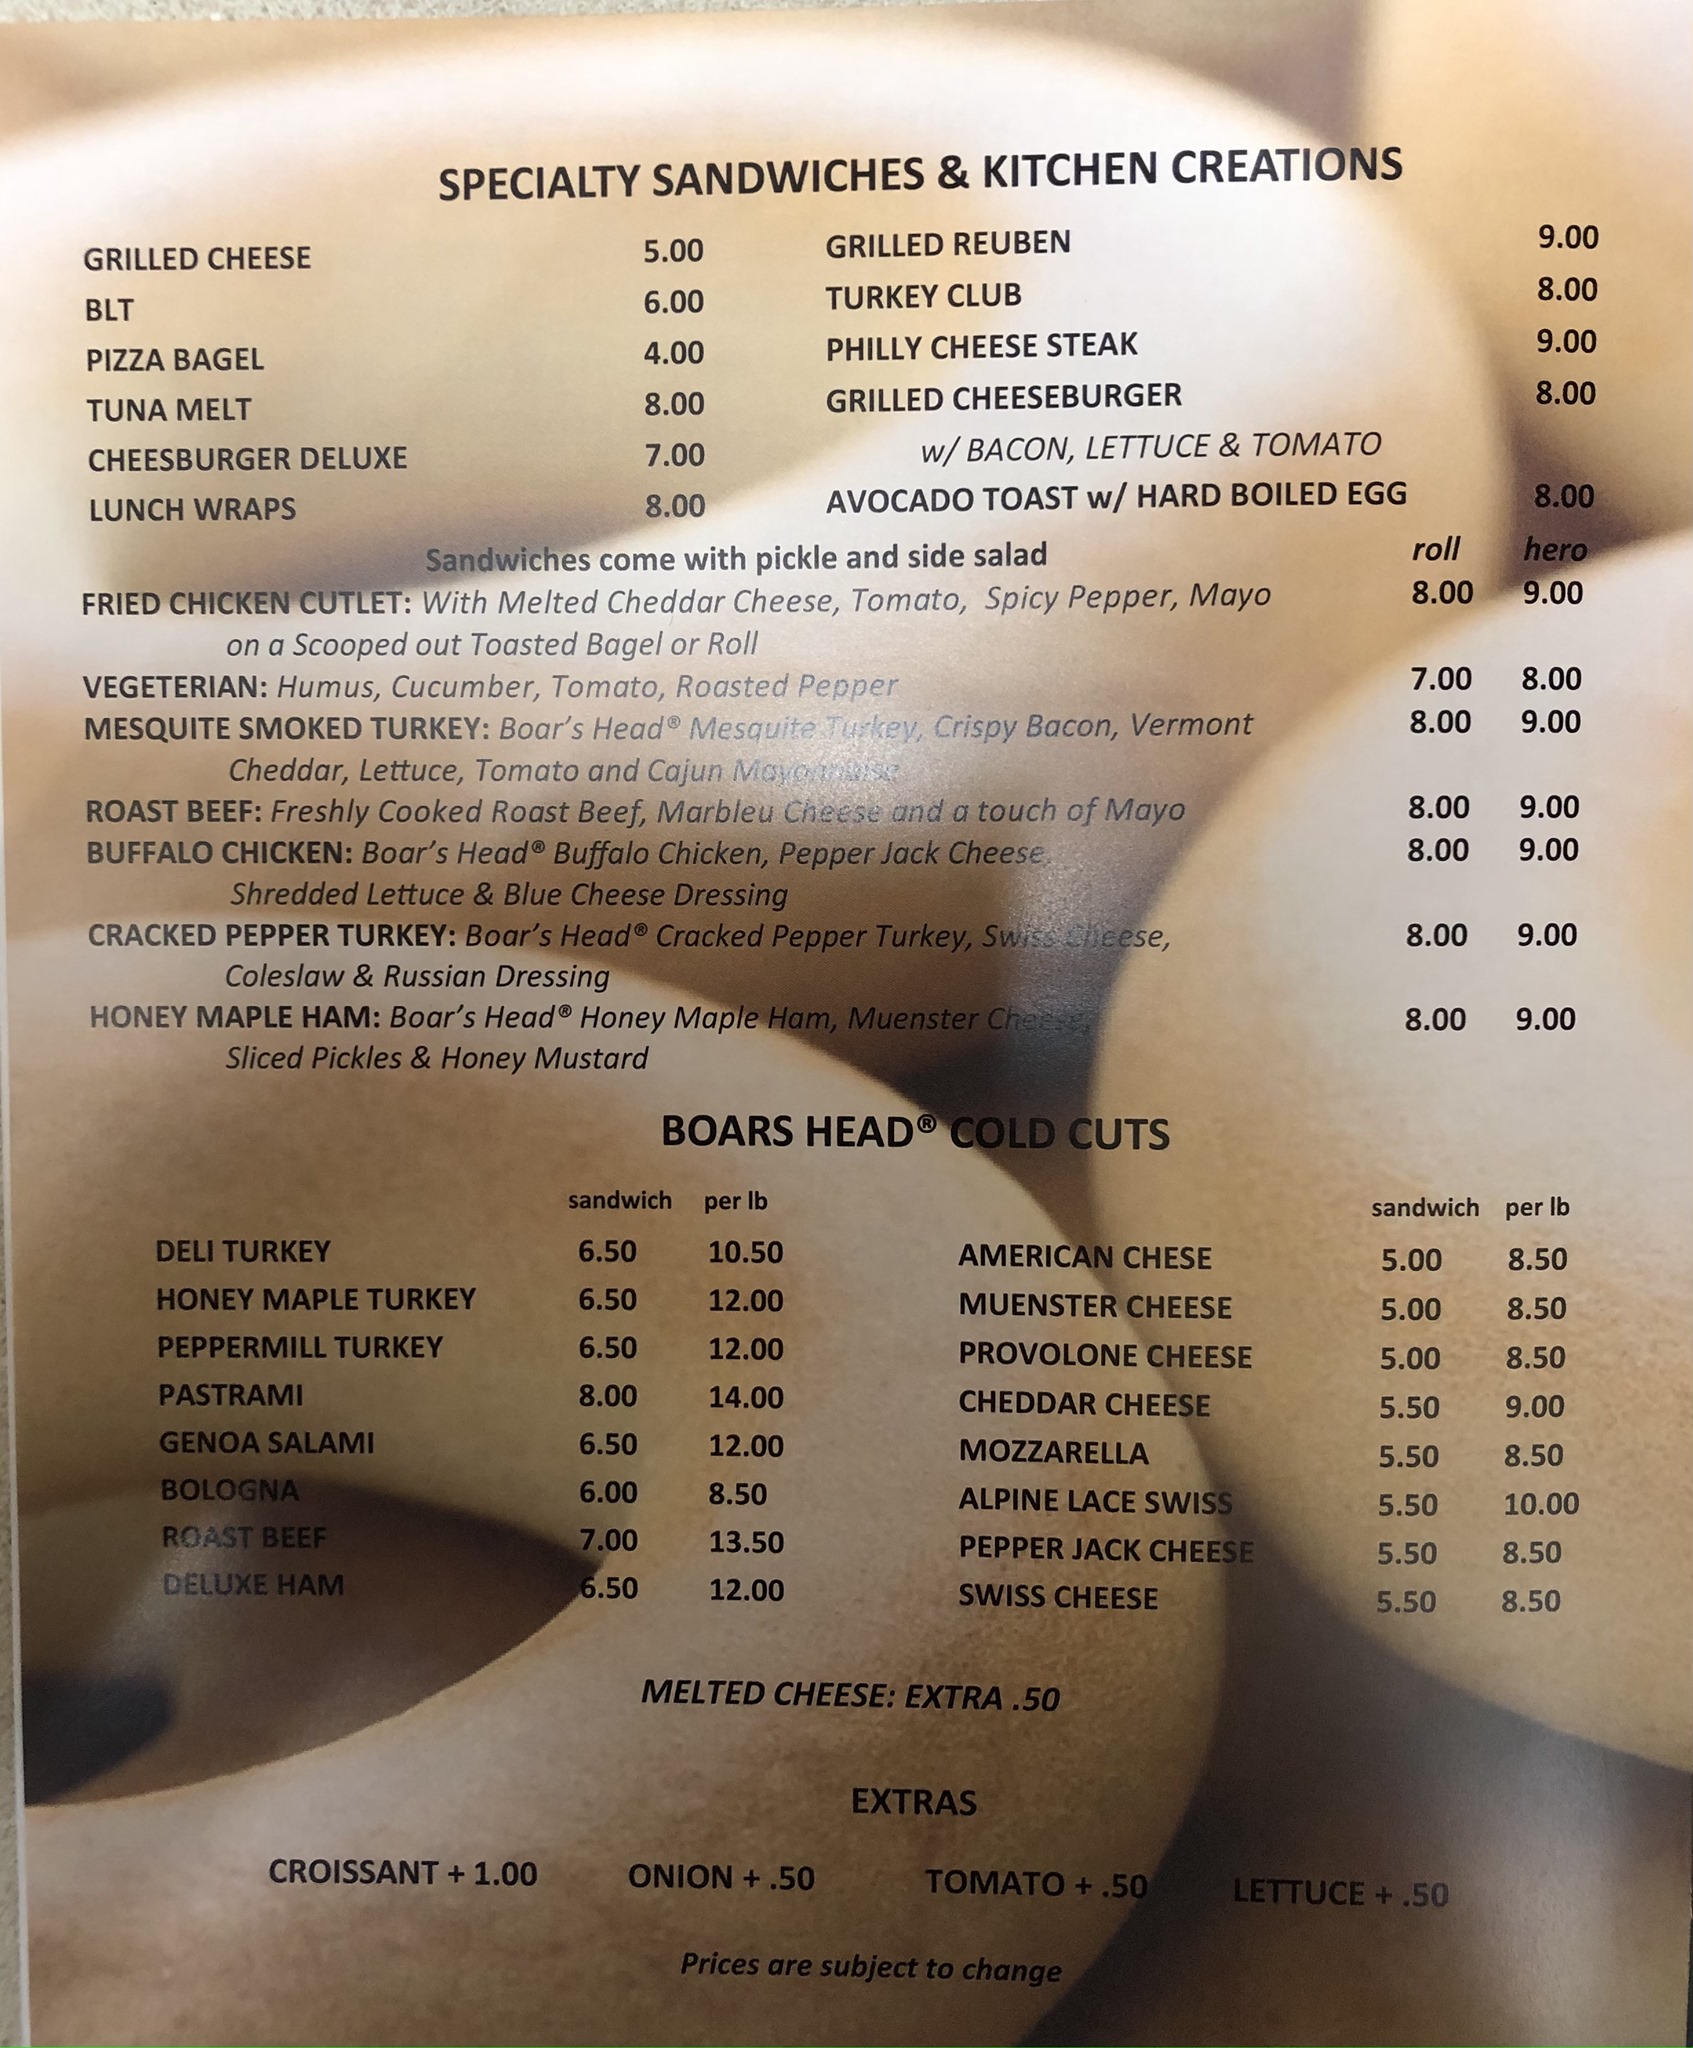 SPECIALTY SANDWICHES & KITCHEN CREATIONS
GRILLED CHEESE 5.00
BLT 6.00
PIZZA BAGEL 4.00
TUNA MELT 8.00
CHEESBURGER DELUXE 7.00
LUNCH WRAPS 8.00
GRILLED REUBEN 9.00
TURKEY CLUB 8.00
PHILLY CHEESE STEAK 9.00
GRILLED CHEESEBURGER 8.00
w/ BACON, LETTUCE & TOMATO
AVOCADO TOAST w/ HARD BOILED EGG 8.00
Sandwiches come with pickle and side salad roll hero
FRIED CHICKEN CUTLET: With Melted Cheddar Cheese, Tomato, Spicy Pepper, Mayo 8.00 9.00
on a Scooped out Toasted Bagel or Roll
VEGETERIAN: Humus, Cucumber, Tomato, Roasted Pepper 7.00 8.00
MESQUITE SMOKED TURKEY: Boar's Head® Mesquite Turkey, Crispy Bacon, Vermont 8.00 9.00
Cheddar, Lettuce, Tomato and Cajun Mayonnaise
ROAST BEEF: Freshly Cooked Roast Beef, Marbleu Cheese and a touch of Mayo 8.00 9.00
BUFFALO CHICKEN: Boar's Head® Buffalo Chicken, Pepper Jack Cheese, 8.00 9.00
Shredded Lettuce & Blue Cheese Dressing
CRACKED PEPPER TURKEY: Boar's Head® Cracked Pepper Turkey, Swiss Cheese, 8.00 9.00
Coleslaw & Russian Dressing
HONEY MAPLE HAM: Boar's Head® Honey Maple Ham, Muenster Cheese, 8.00 9.00
Sliced Pickles & Honey Mustard
BOARS HEAD® COLD CUTS
sandwich per lb
DELI TURKEY 6.50 10.50
HONEY MAPLE TURKEY 6.50 12.00
PEPPERMILL TURKEY 6.50 12.00
PASTRAMI 8.00 14.00
GENOA SALAMI 6.50 12.00
BOLOGNA 6.00 8.50
ROAST BEEF 7.00 13.50
DELUXE HAM 6.50 12.00
sandwich per lb
AMERICAN CHESE 5.00 8.50
MUENSTER CHEESE 5.00 8.50
PROVOLONE CHEESE 5.00 8.50
CHEDDAR CHEESE 5.50 9.00
MOZZARELLA 5.50 8.50
ALPINE LACE SWISS 5.50 10.00
PEPPER JACK CHEESE 5.50 8.50
SWISS CHEESE 5.50 8.50
MELTED CHEESE: EXTRA .50
EXTRAS
CROISSANT + 1.00 ONION + .50 TOMATO + .50 LETTUCE + .50
Prices are subject to change